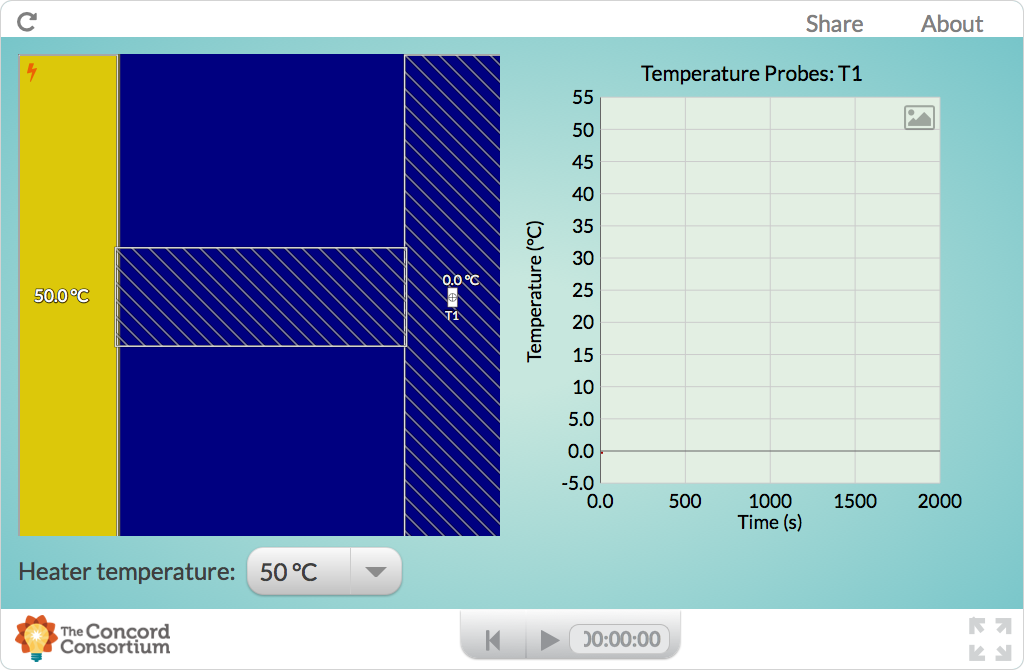 Share About
Temperature Probes: T1
55
50
45
40
35
30
25
20
15
10
5.0
0.0
-5.0
Temperature (°C)
0.0 500 1000 1500 2000
Time (s)
50.0 °C
0.0 °C
T1
Heater temperature: 50 °C
The Concord
Consortium
00:00:00